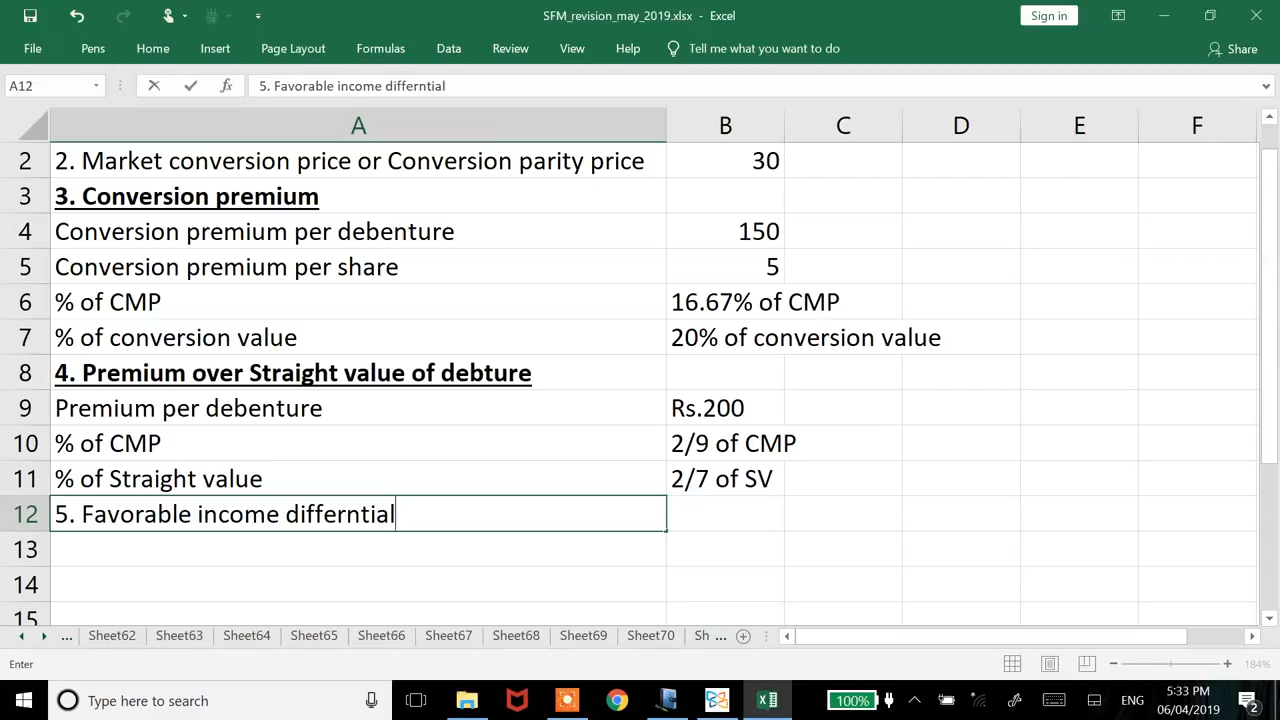 SFM_revision_may_2019.xlsx - Excel
Sign in
File Pens Home Insert Page Layout Formulas Data Review View Help Tell me what you want to do Share
A12 fx 5. Favorable income differntial
A B C D E F
2 2. Market conversion price or Conversion parity price 30
3 3. Conversion premium
4 Conversion premium per debenture 150
5 Conversion premium per share 5
6 % of CMP 16.67% of CMP
7 % of conversion value 20% of conversion value
8 4. Premium over Straight value of debture
9 Premium per debenture Rs.200
10 % of CMP 2/9 of CMP
11 % of Straight value 2/7 of SV
12 5. Favorable income differntial
13
14
15
... Sheet62 Sheet63 Sheet64 Sheet65 Sheet66 Sheet67 Sheet68 Sheet69 Sheet70 Sh ...
Enter 184%
Type here to search 100% ENG 5:33 PM
06/04/2019 2